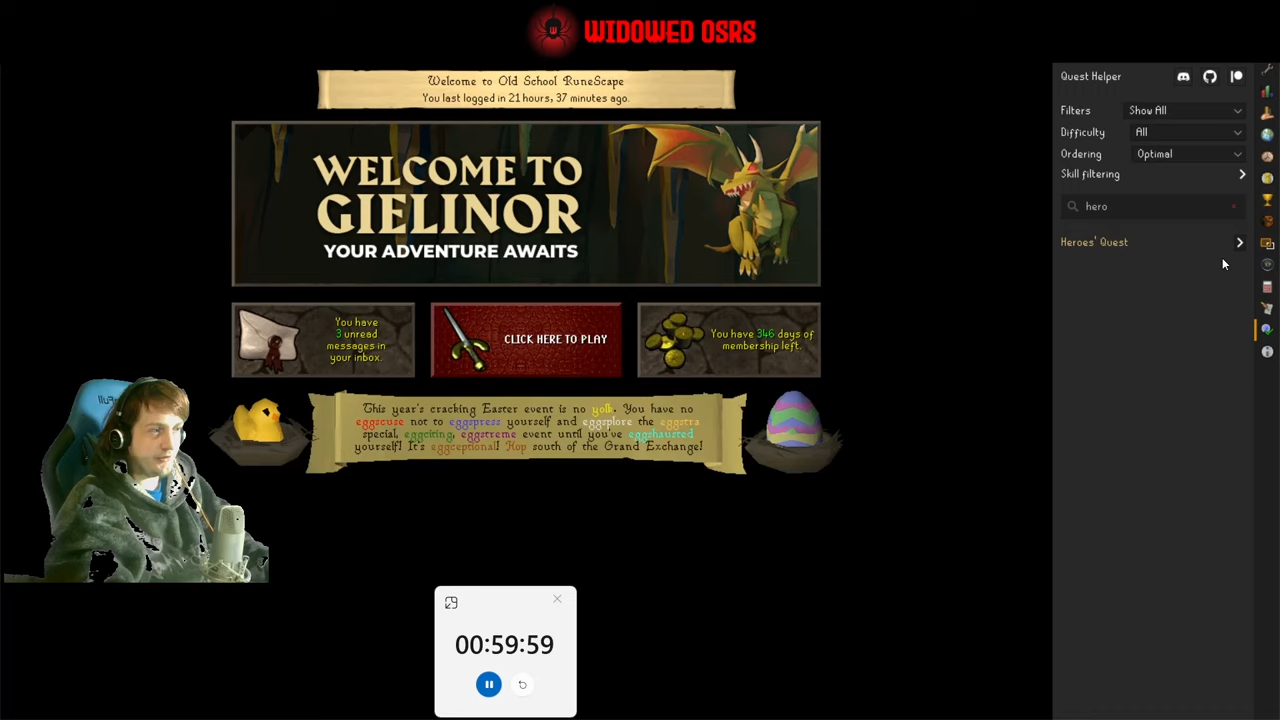 WIDOWED OSRS
Welcome to Old School RuneScape
You last logged in 21 hours, 37 minutes ago.
WELCOME TO
GIELINOR
YOUR ADVENTURE AWAITS
You have
3 unread
messages in
your inbox.
CLICK HERE TO PLAY
You have 346 days of
membership left.
This year's cracking Easter event is no yolk. You have no
eggscuse not to eggspress yourself and eggsplore the eggstra
special, eggciting, eggstreme event until you've eggshausted
yourself! It's eggceptional! Hop south of the Grand Exchange!
00:59:59
Quest Helper
Filters Show All
Difficulty All
Ordering Optimal
Skill filtering
hero
Heroes' Quest